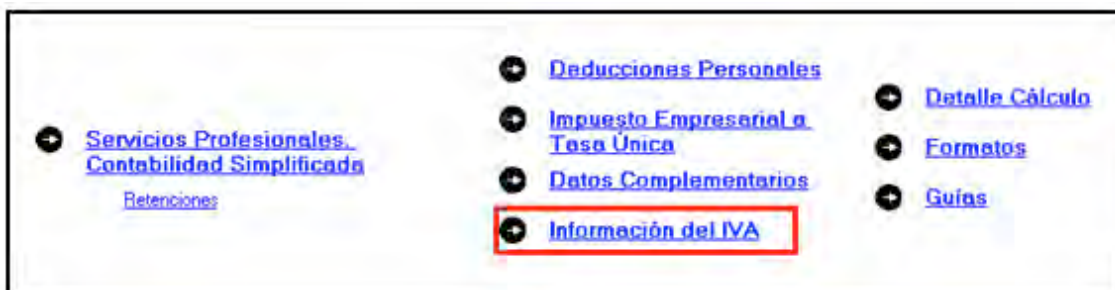 Servicios Profesionales.
Contabilidad Simplificada
Retenciones
Deducciones Personales
Impuesto Empresarial a
Tasa Única
Datos Complementarios
Información del IVA
Detalle Cálculo
Formatos
Guías